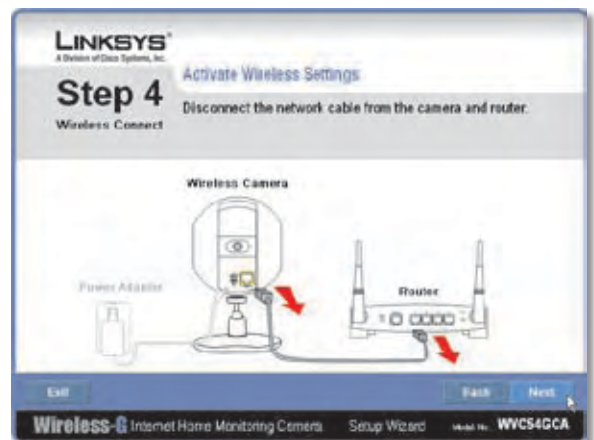 LINKSYS®
A Division of Cisco Systems, Inc.
Step 4
Wireless Connect
Activate Wireless Settings
Disconnect the network cable from the camera and router.
Wireless Camera
Power Adapter
Router
Exit
Back
Next
Wireless-G Internet Home Monitoring Camera
Setup Wizard
Model No. WVC54GCA